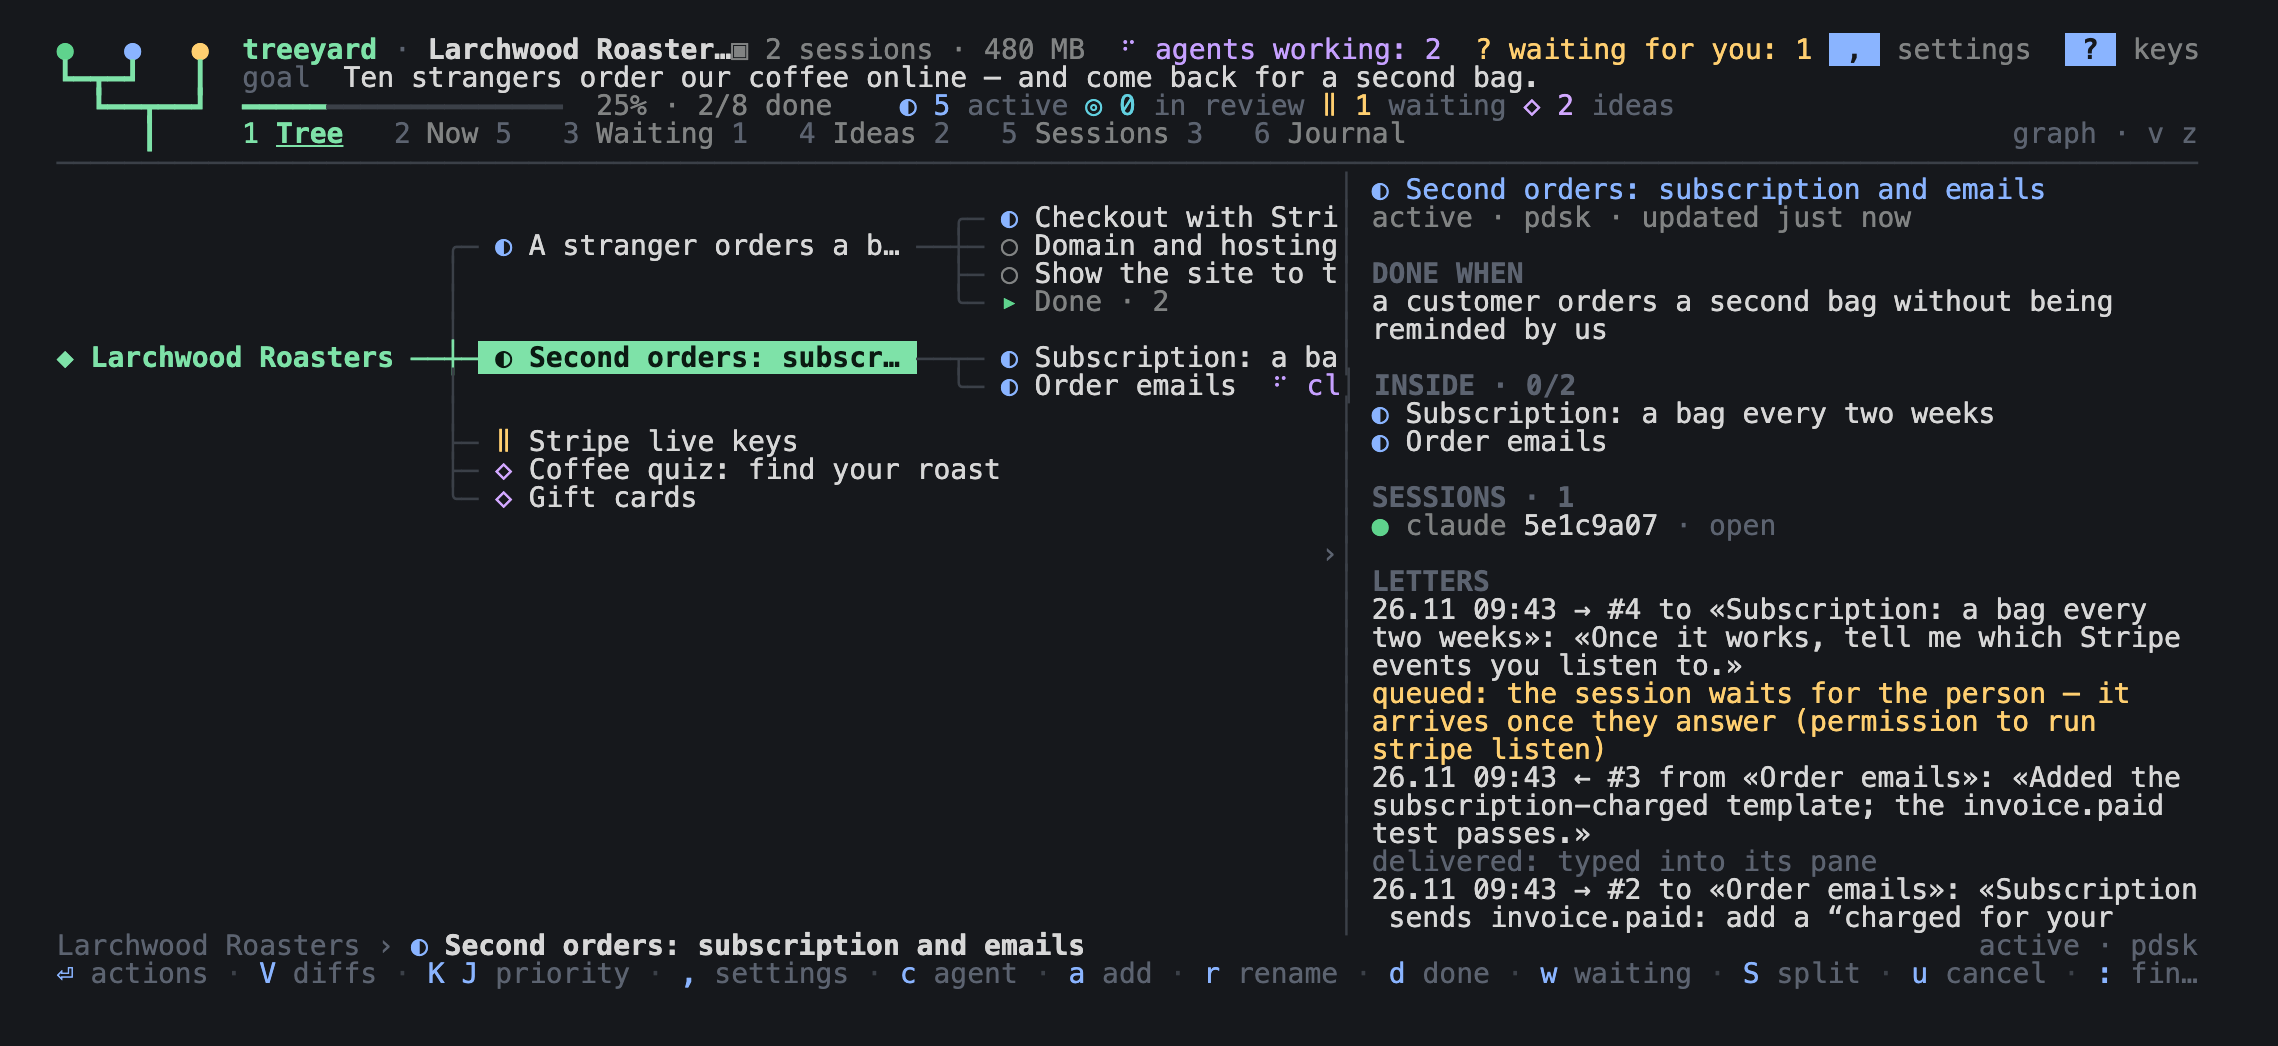 treeyard · Larchwood Roaster…▣ 2 sessions · 480 MB ⠋ agents working: 2 ? waiting for you: 1 , settings ? keys
goal Ten strangers order our coffee online — and come back for a second bag.
25% · 2/8 done ◐ 5 active ◎ 0 in review ‖ 1 waiting ◇ 2 ideas
1 Tree 2 Now 5 3 Waiting 1 4 Ideas 2 5 Sessions 3 6 Journal graph · v z
◐ Checkout with Stri
◐ A stranger orders a b…
○ Domain and hosting
○ Show the site to t
▸ Done · 2
◆ Larchwood Roasters
◐ Second orders: subscr…
◐ Subscription: a ba
◐ Order emails ⠋ cl
‖ Stripe live keys
◇ Coffee quiz: find your roast
◇ Gift cards
›
◐ Second orders: subscription and emails
active · pdsk · updated just now
DONE WHEN
a customer orders a second bag without being
reminded by us
INSIDE · 0/2
◐ Subscription: a bag every two weeks
◐ Order emails
SESSIONS · 1
● claude 5e1c9a07 · open
LETTERS
26.11 09:43 → #4 to «Subscription: a bag every
two weeks»: «Once it works, tell me which Stripe
events you listen to.»
queued: the session waits for the person — it
arrives once they answer (permission to run
stripe listen)
26.11 09:43 ← #3 from «Order emails»: «Added the
subscription-charged template; the invoice.paid
test passes.»
delivered: typed into its pane
26.11 09:43 → #2 to «Order emails»: «Subscription
sends invoice.paid: add a “charged for your
Larchwood Roasters › ◐ Second orders: subscription and emails active · pdsk
⏎ actions · V diffs · K J priority · , settings · c agent · a add · r rename · d done · w waiting · S split · u cancel · : fin…